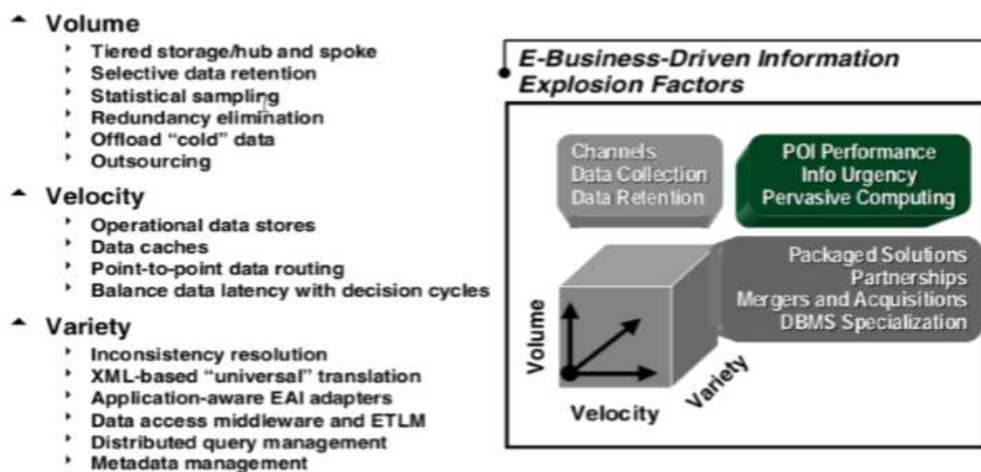 Volume
Tiered storage/hub and spoke
Selective data retention
Statistical sampling
Redundancy elimination
Offload “cold” data
Outsourcing
Velocity
Operational data stores
Data caches
Point-to-point data routing
Balance data latency with decision cycles
Variety
Inconsistency resolution
XML-based “universal” translation
Application-aware EAI adapters
Data access middleware and ETLM
Distributed query management
Metadata management
E-Business-Driven Information
Explosion Factors
Channels
Data Collection
Data Retention
POI Performance
Info Urgency
Pervasive Computing
Packaged Solutions
Partnerships
Mergers and Acquisitions
DBMS Specialization
Volume
Velocity
Variety